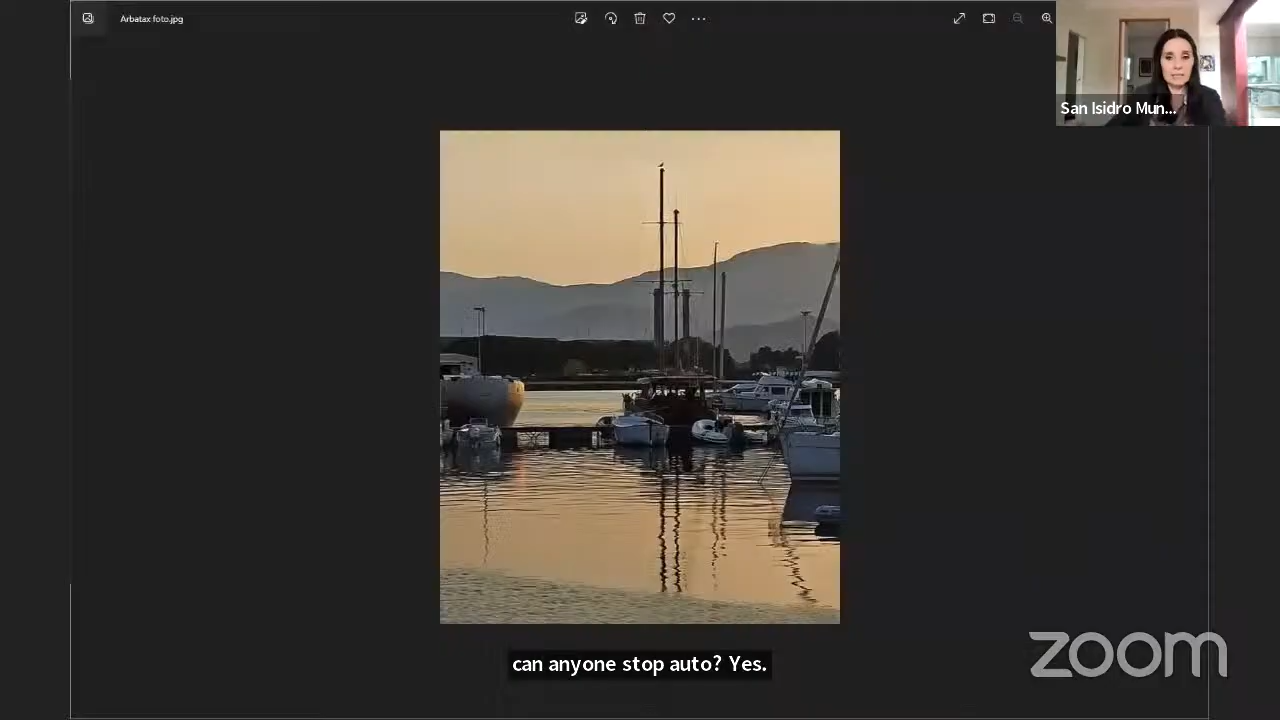 Arbatax foto.jpg
San Isidro Mun...
can anyone stop auto? Yes.
zoom